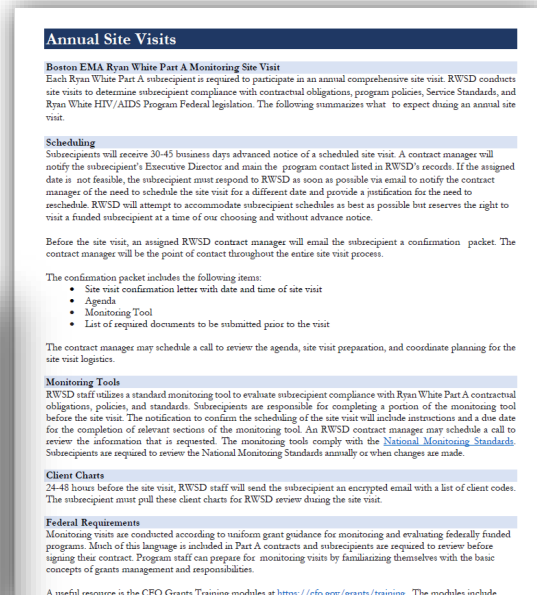 Annual Site Visits
Boston EMA Ryan White Part A Monitoring Site Visit
Each Ryan White Part A subrecipient is required to participate in an annual comprehensive site visit. RWSD conducts
site visits to determine subrecipient compliance with contractual obligations, program policies, Service Standards, and
Ryan White HIV/AIDS Program Federal legislation. The following summarizes what to expect during an annual site
visit.
Scheduling
Subrecipients will receive 30-45 business days advanced notice of a scheduled site visit. A contract manager will
notify the subrecipient's Executive Director and main the program contact listed in RWSD's records. If the assigned
date is not feasible, the subrecipient must respond to RWSD as soon as possible via email to notify the contract
manager of the need to schedule the site visit for a different date and provide a justification for the need to
reschedule. RWSD will attempt to accommodate subrecipient schedules as best as possible but reserves the right to
visit a funded subrecipient at a time of our choosing and without advance notice.
Before the site visit, an assigned RWSD contract manager will email the subrecipient a confirmation packet. The
contract manager will be the point of contact throughout the entire site visit process.
The confirmation packet includes the following items:
• Site visit confirmation letter with date and time of site visit
• Agenda
• Monitoring Tool
• List of required documents to be submitted prior to the visit
The contract manager may schedule a call to review the agenda, site visit preparation, and coordinate planning for the
site visit logistics.
Monitoring Tools
RWSD staff utilizes a standard monitoring tool to evaluate subrecipient compliance with Ryan White Part A contractual
obligations, policies, and standards. Subrecipients are responsible for completing a portion of the monitoring tool
before the site visit. The notification to confirm the scheduling of the site visit will include instructions and a due date
for the completion of relevant sections of the monitoring tool. An RWSD contract manager may schedule a call to
review the information that is requested. The monitoring tools comply with the National Monitoring Standards.
Subrecipients are required to review the National Monitoring Standards annually or when changes are made.
Client Charts
24-48 hours before the site visit, RWSD staff will send the subrecipient an encrypted email with a list of client codes.
The subrecipient must pull these client charts for RWSD review during the site visit.
Federal Requirements
Monitoring visits are conducted according to uniform grant guidance for monitoring and evaluating federally funded
programs. Much of this language is included in Part A contracts and subrecipients are required to review before
signing their contract. Program staff can prepare for monitoring visits by familiarizing themselves with the basic
concepts of grants management and responsibilities.
A useful resource is the CFO Grants Training modules at https://cfo.gov/grants/training. The modules include